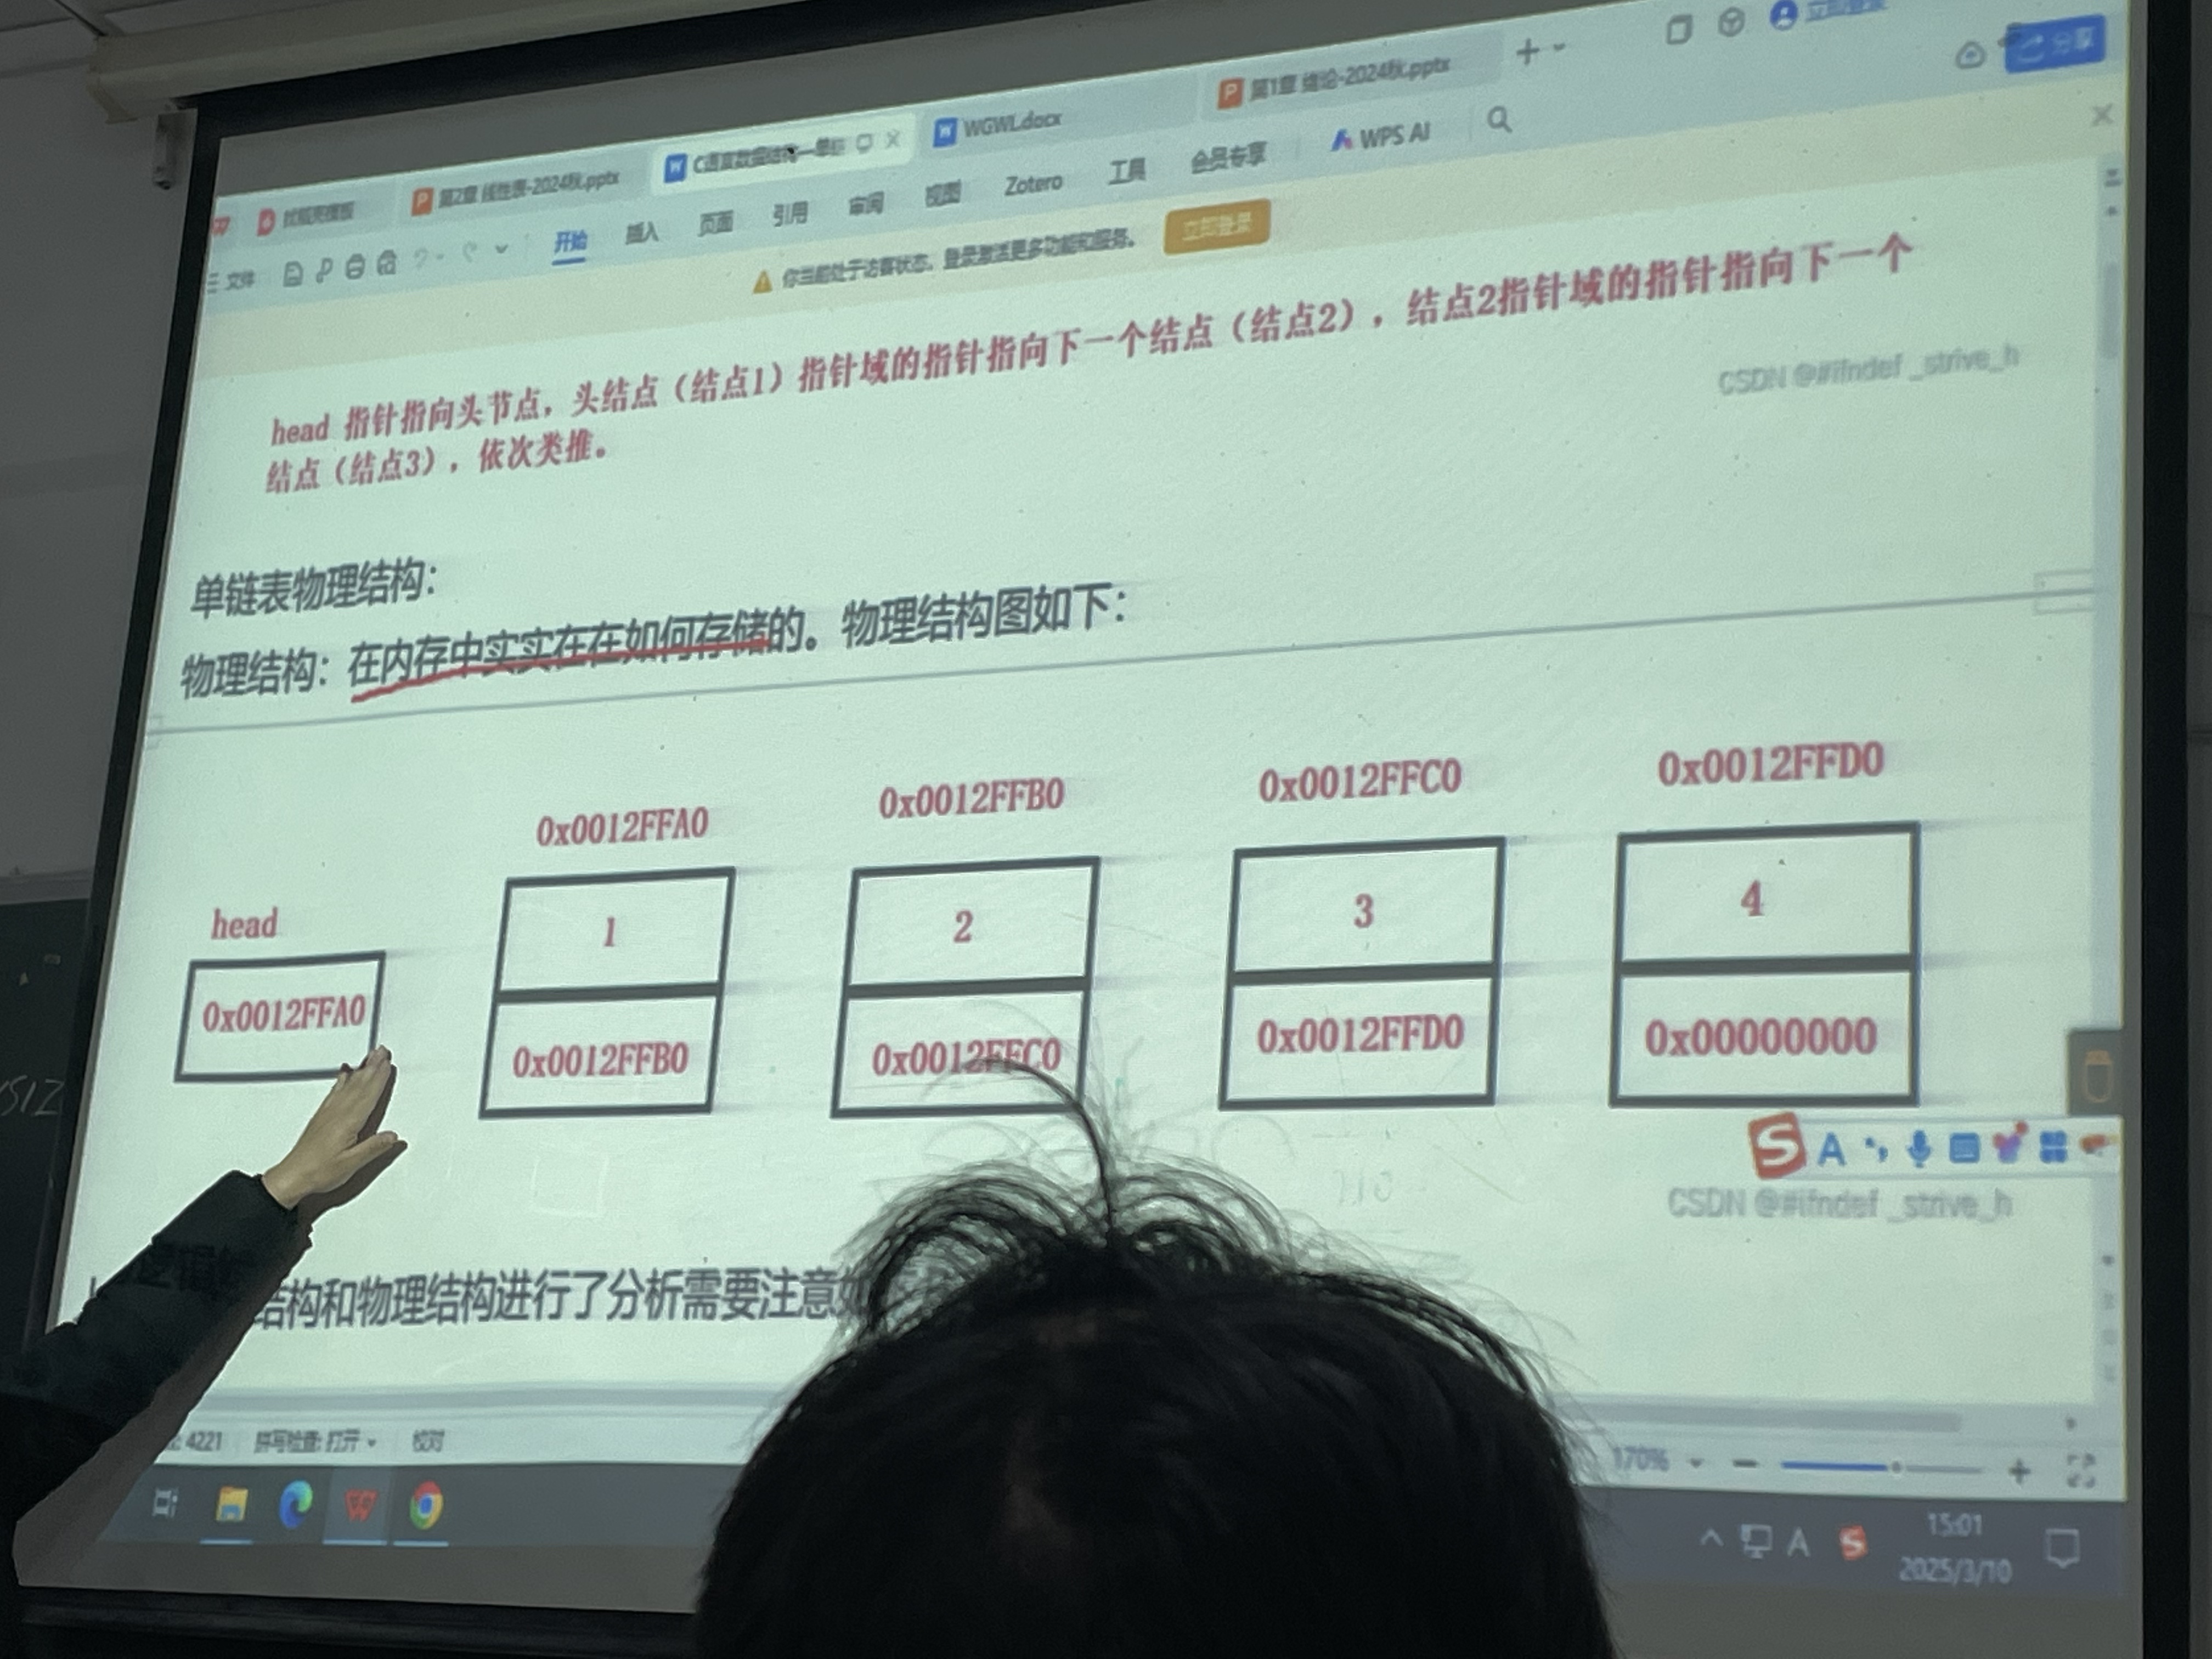 分享
第2章 线性表-2024秋.pptx
C语言数据结构—单链
WGWL.docx
第1章 绪论-2024秋.pptx
文件
开始
插入
页面
引用
审阅
视图
Zotero
工具
会员专享
WPS AI
你当前处于访客状态，登录激活更多功能和服务。
立即登录
head 指针指向头节点，头结点（结点1）指针域的指针指向下一个结点（结点2），结点2指针域的指针指向下一个
结点（结点3），依次类推。
CSDN @#ifndef _strive_h
单链表物理结构：
物理结构：在内存中实实在在如何存储的。物理结构图如下：
0x0012FFA0
0x0012FFB0
0x0012FFC0
0x0012FFD0
head
1
2
3
4
0x0012FFA0
0x0012FFB0
0x0012FFC0
0x0012FFD0
0x00000000
CSDN @#ifndef _strive_h
结构和物理结构进行了分析需要注意如
: 4221
拼写检查: 打开
校对
170%
A
15:01
2025/3/10